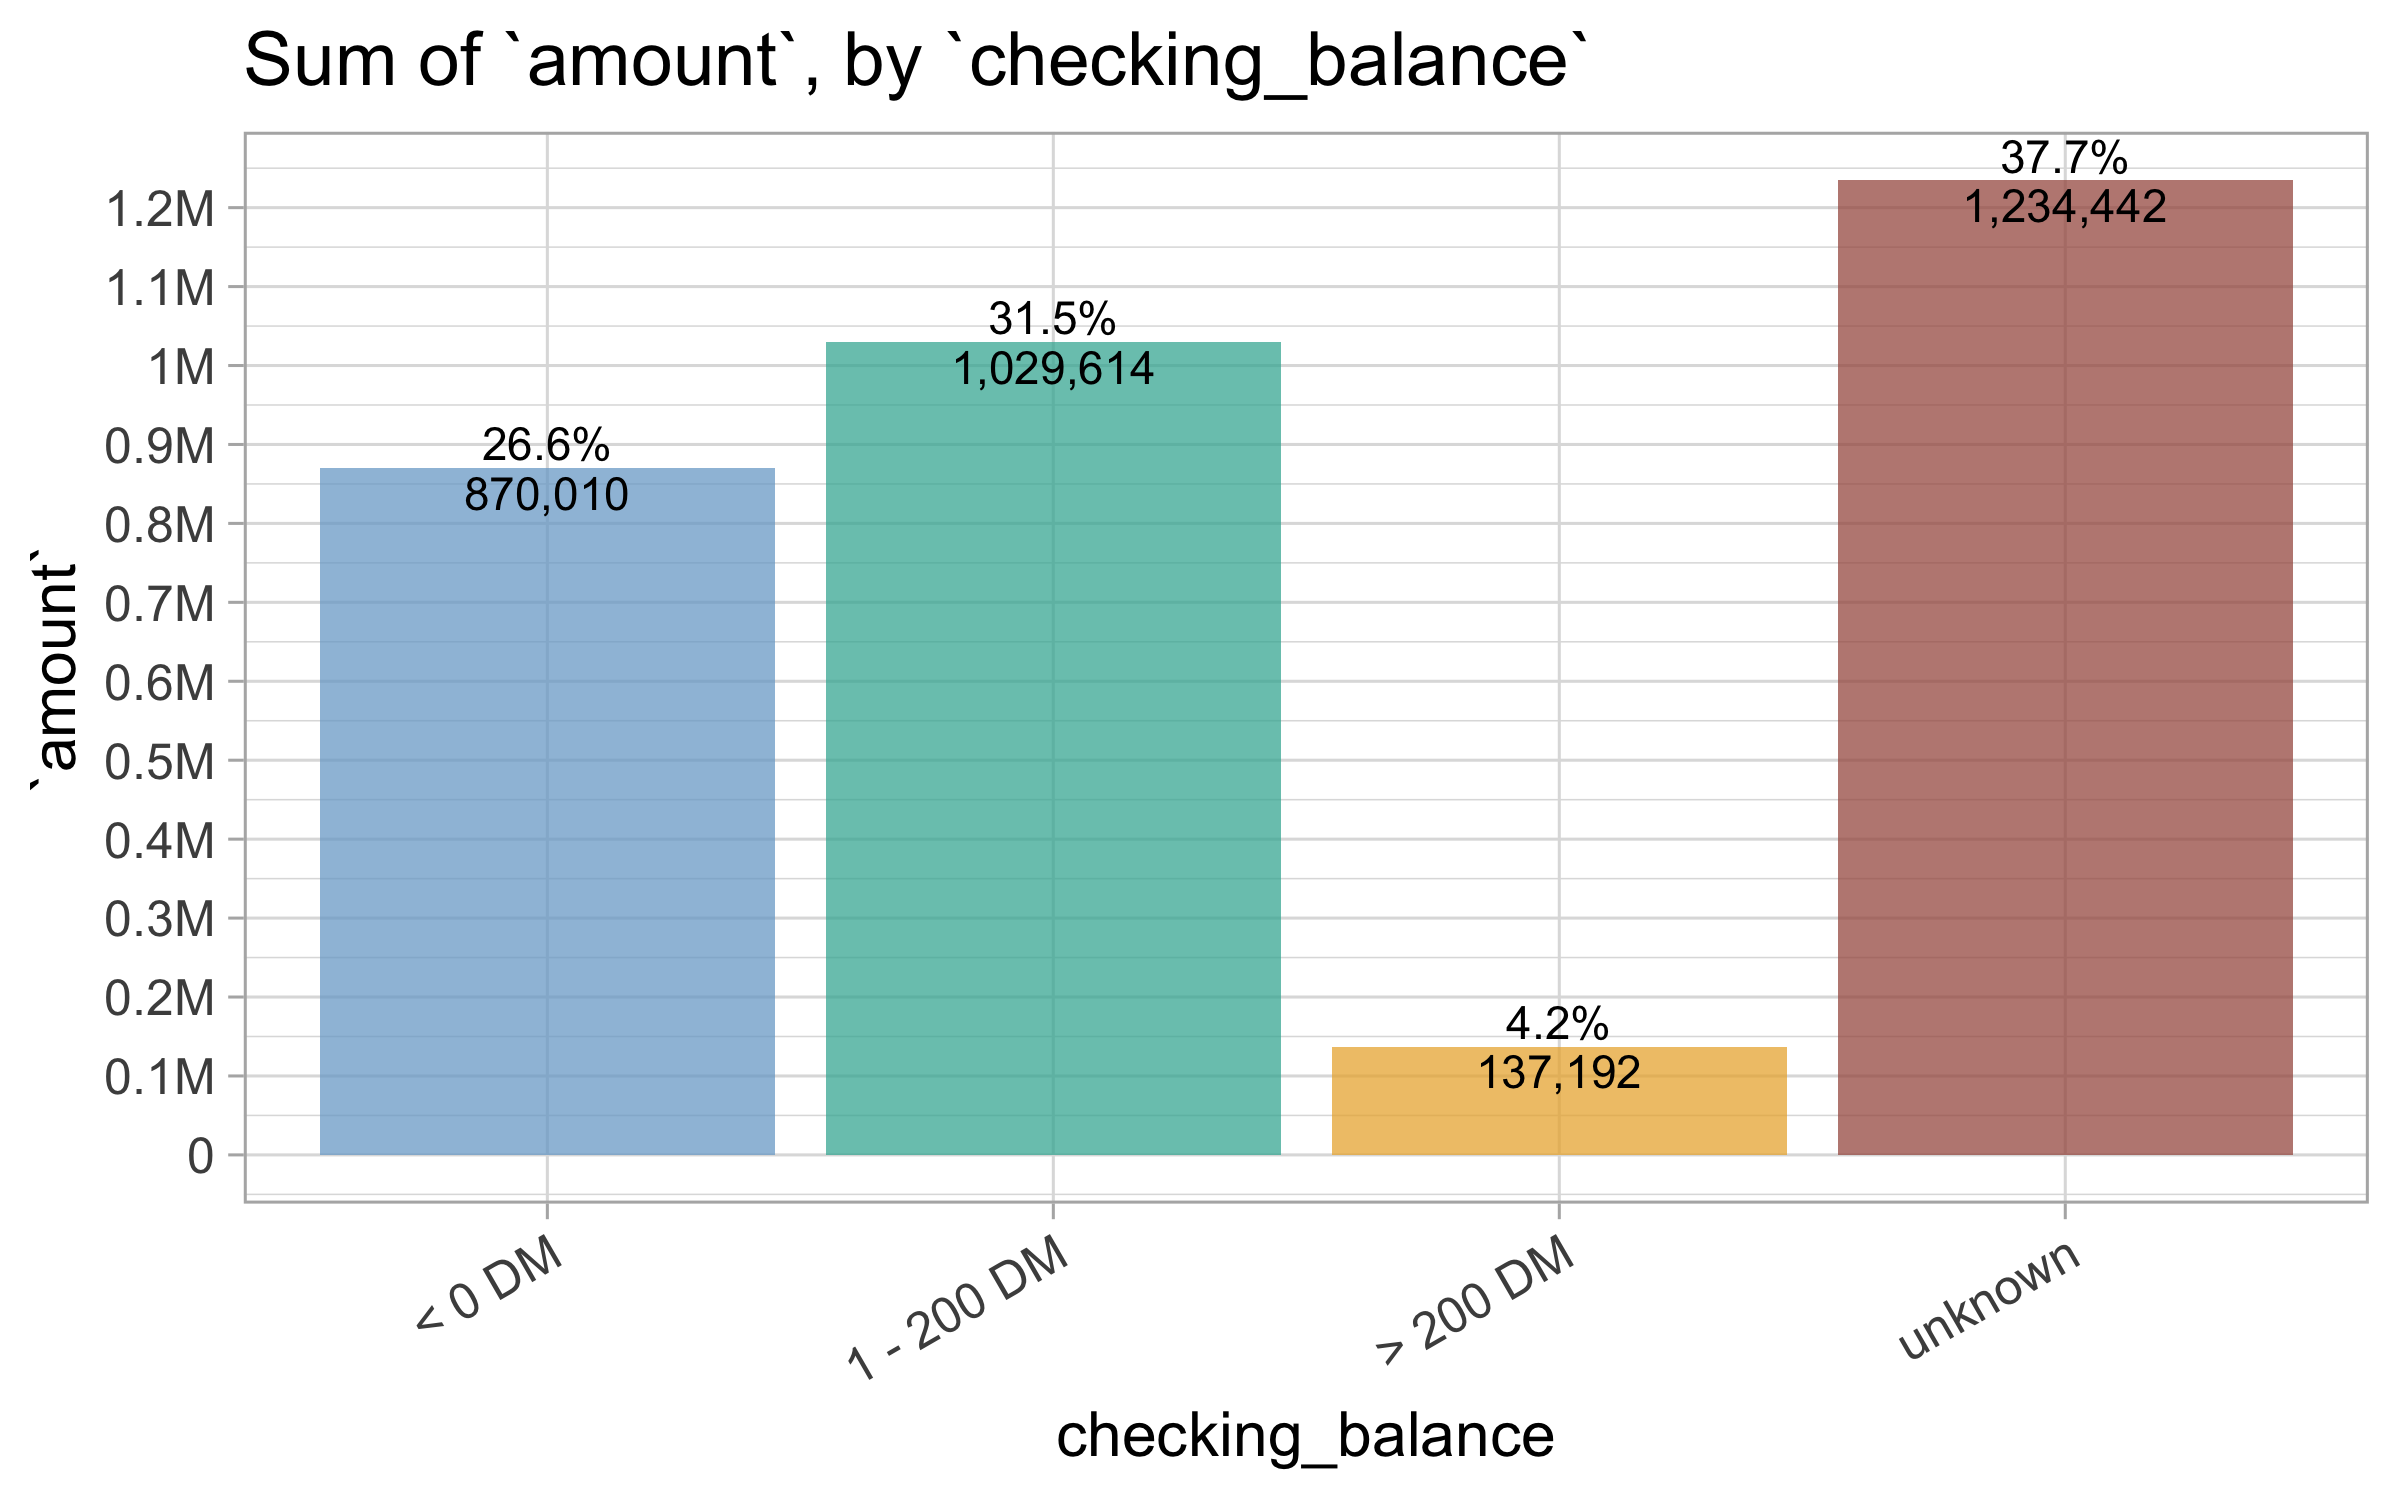 Sum of `amount`, by `checking_balance`
`amount`
1.2M
1.1M
1M
0.9M
0.8M
0.7M
0.6M
0.5M
0.4M
0.3M
0.2M
0.1M
0
26.6%
870,010
31.5%
1,029,614
4.2%
137,192
37.7%
1,234,442
< 0 DM
1 - 200 DM
> 200 DM
unknown
checking_balance